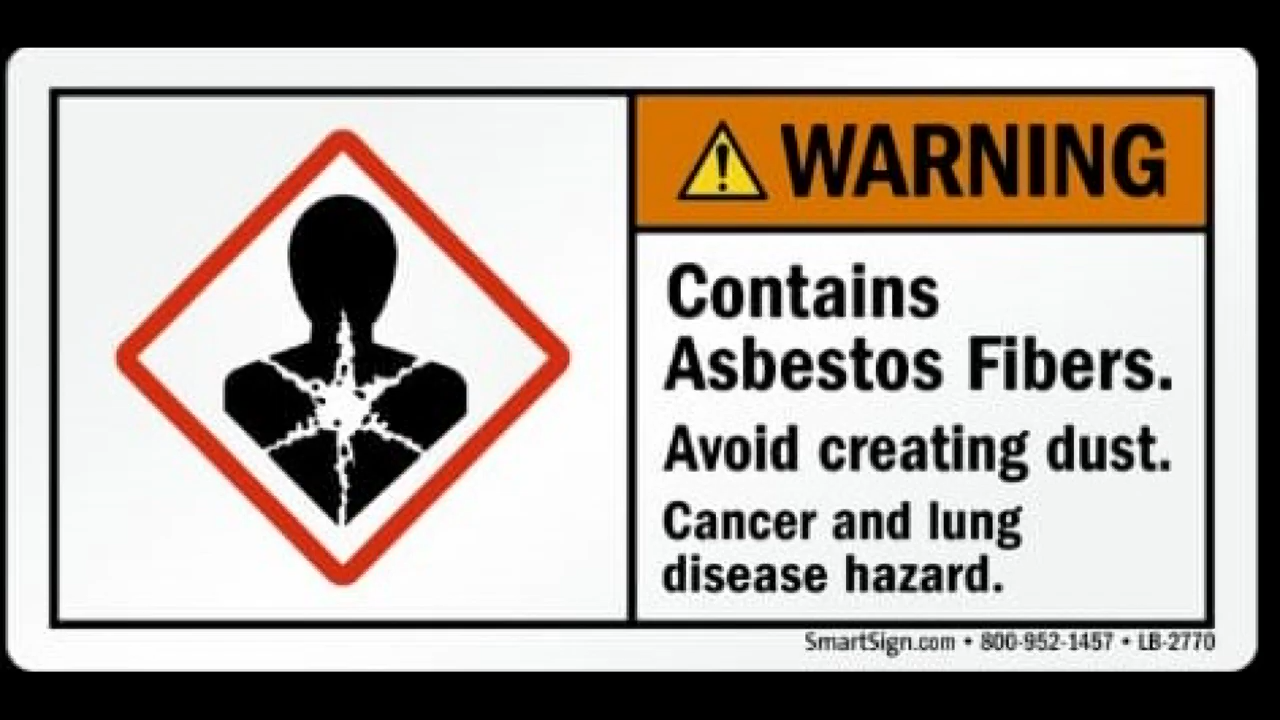 WARNING
Contains
Asbestos Fibers.
Avoid creating dust.
Cancer and lung
disease hazard.
SmartSign.com • 800-952-1457 • LB-2770